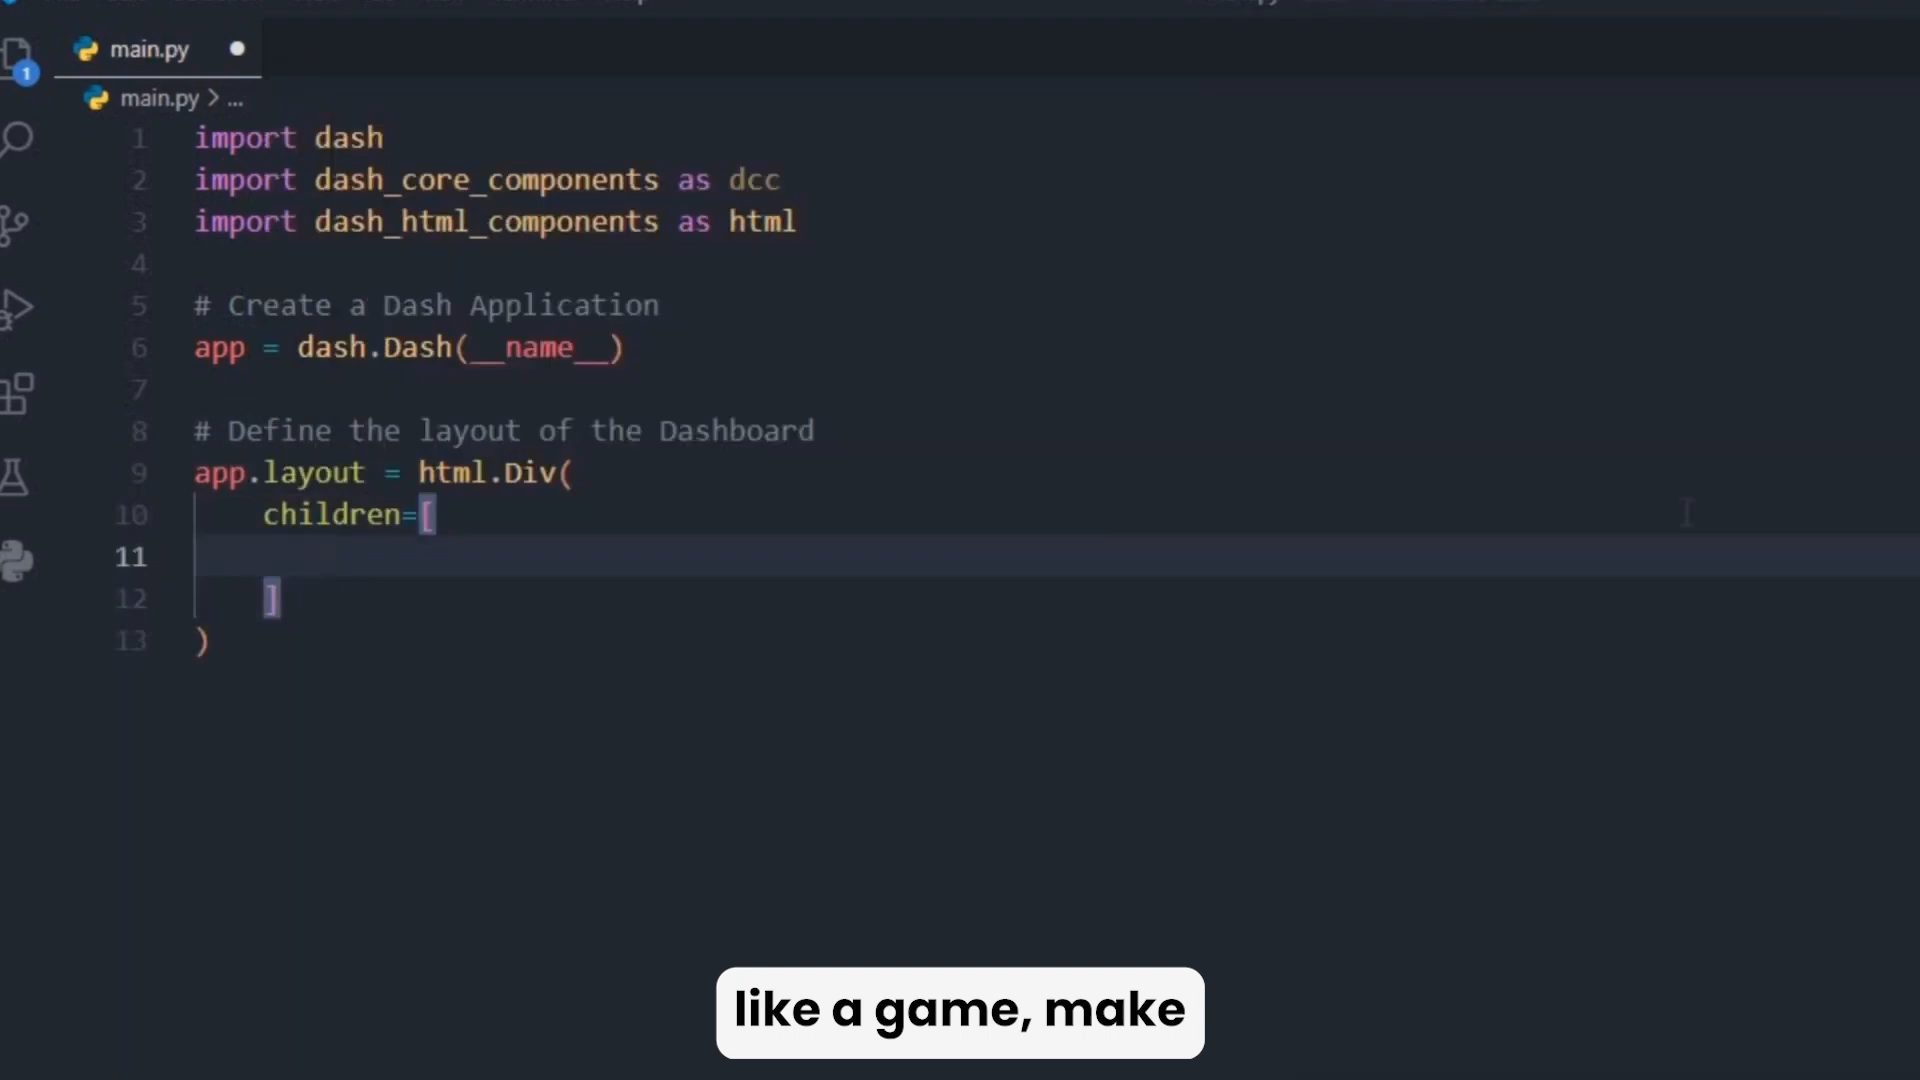 main.py
1
main.py > ...
1 import dash
2 import dash_core_components as dcc
3 import dash_html_components as html
4
5 # Create a Dash Application
6 app = dash.Dash(__name__)
7
8 # Define the layout of the Dashboard
9 app.layout = html.Div(
10     children=[
11
12     ]
13 )
like a game, make